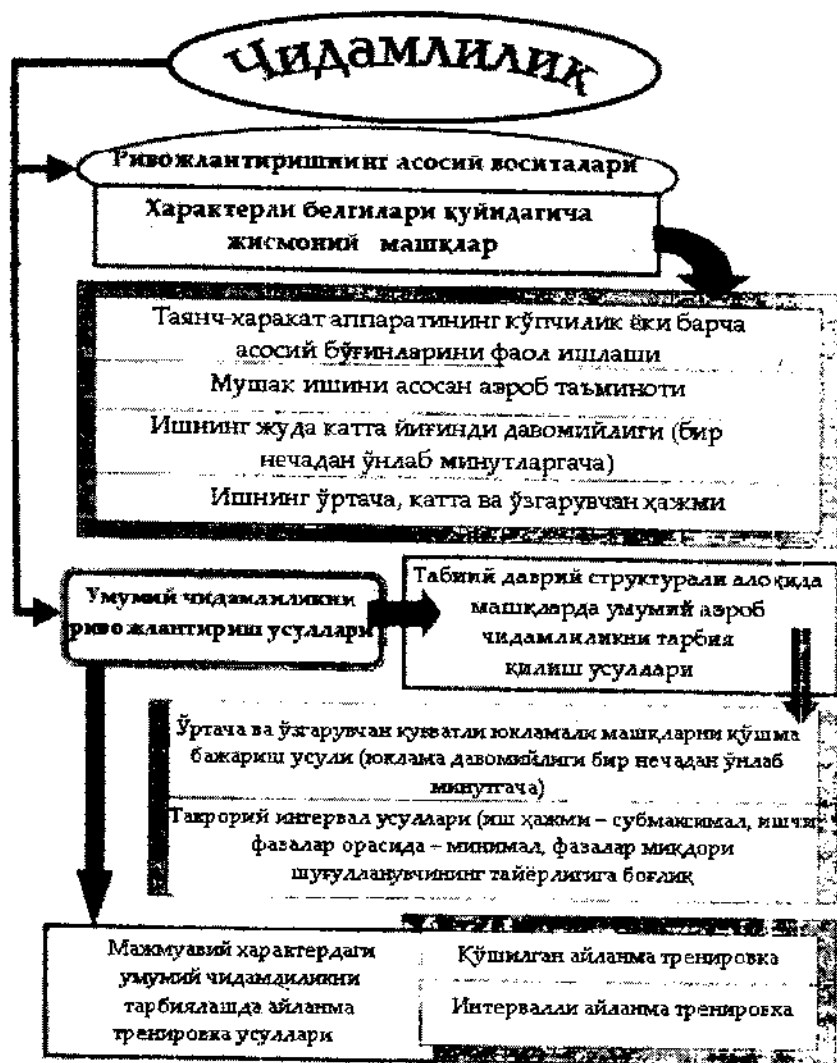 Чидамлилиқ
Ривожлантиришнинг асосий воситалари
Характерли белгилари қуйидагича
жисмоний машқлар
Таянч-харакат аппаратининг кўпчилик ёки барча
асосий бўғинларини фаол ишлаши
Мушак ишини асосан аэроб таъминоти
Ишнинг жуда катта йиғинди давомийлиги (бир
нечадан ўнлаб минутларгача)
Ишнинг ўртача, катта ва ўзгарувчан ҳажми
Умумий чидамлиликни
ривожлантириш усуллари
Табиий даврий структурали алоҳида
машқларда умумий аэроб
чидамлиликни тарбия
қилиш усуллари
Ўртача ва ўзгарувчан қувватли юкламали машқларни қўшма
бажариш усули (юклама давомийлиги бир нечадан ўнлаб
минутгача)
Такрорий интервал усуллари (иш ҳажми – субмаксимал, ишчи
фазалар орасида – минимал, фазалар миқдори
шуғулланувчининг тайёрлигига боғлиқ
Мажмуавий характердаги
умумий чидамлиликни
тарбиялашда айланма
тренировка усуллари
Қўшилган айланма тренировка
Интервалли айланма тренировка